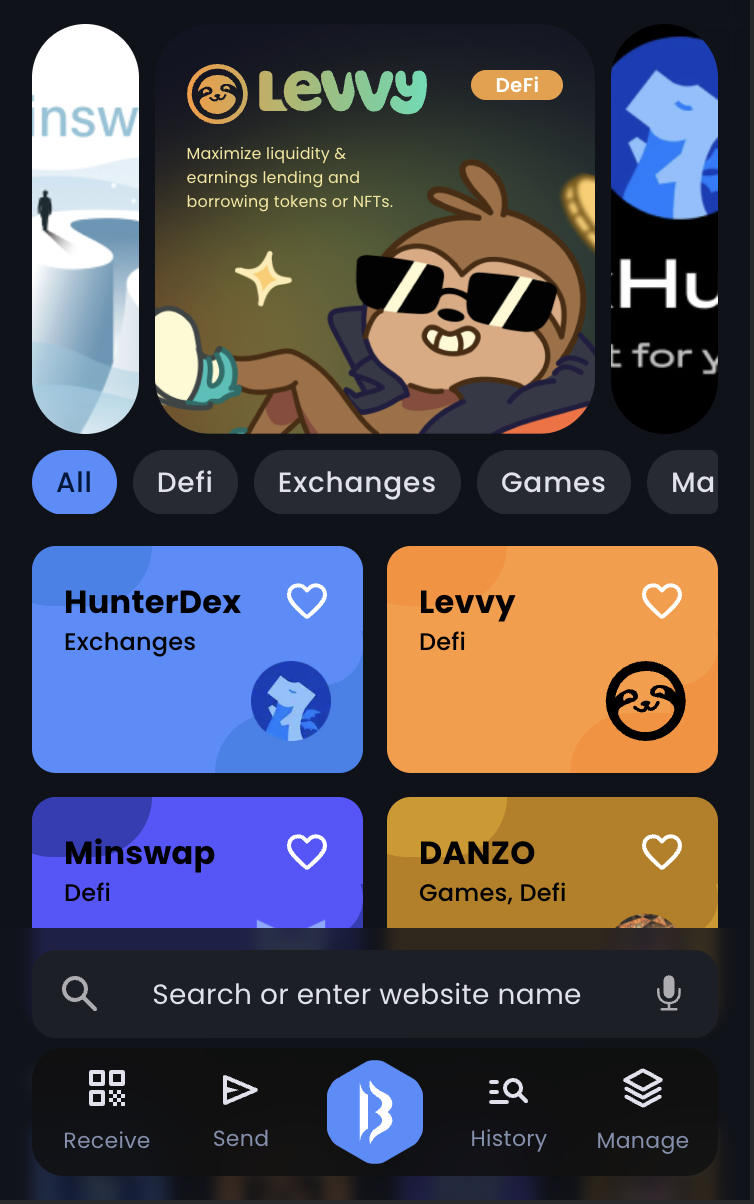 insw
Levvy
DeFi
Maximize liquidity &
earnings lending and
borrowing tokens or NFTs.
Hu
t for y
All
Defi
Exchanges
Games
Ma
HunterDex
Exchanges
Levvy
Defi
Minswap
Defi
DANZO
Games, Defi
Search or enter website name
Receive
Send
History
Manage